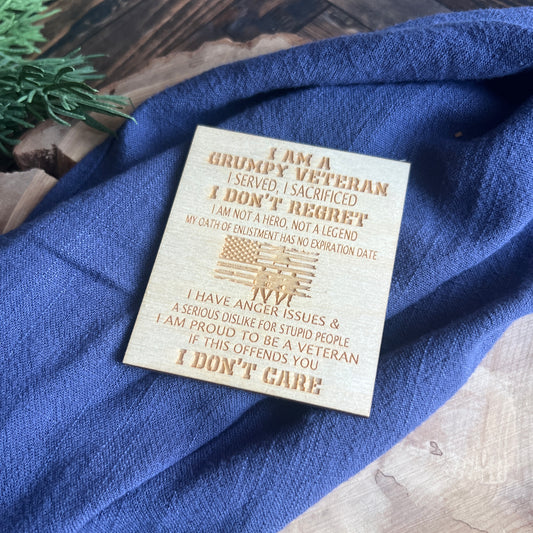 I AM A
GRUMPY VETERAN
I SERVED, I SACRIFICED
I DON'T REGRET
I AM NOT A HERO, NOT A LEGEND
MY OATH OF ENLISTMENT HAS NO EXPIRATION DATE
I HAVE ANGER ISSUES &
A SERIOUS DISLIKE FOR STUPID PEOPLE
I AM PROUD TO BE A VETERAN
IF THIS OFFENDS YOU
I DON'T CARE